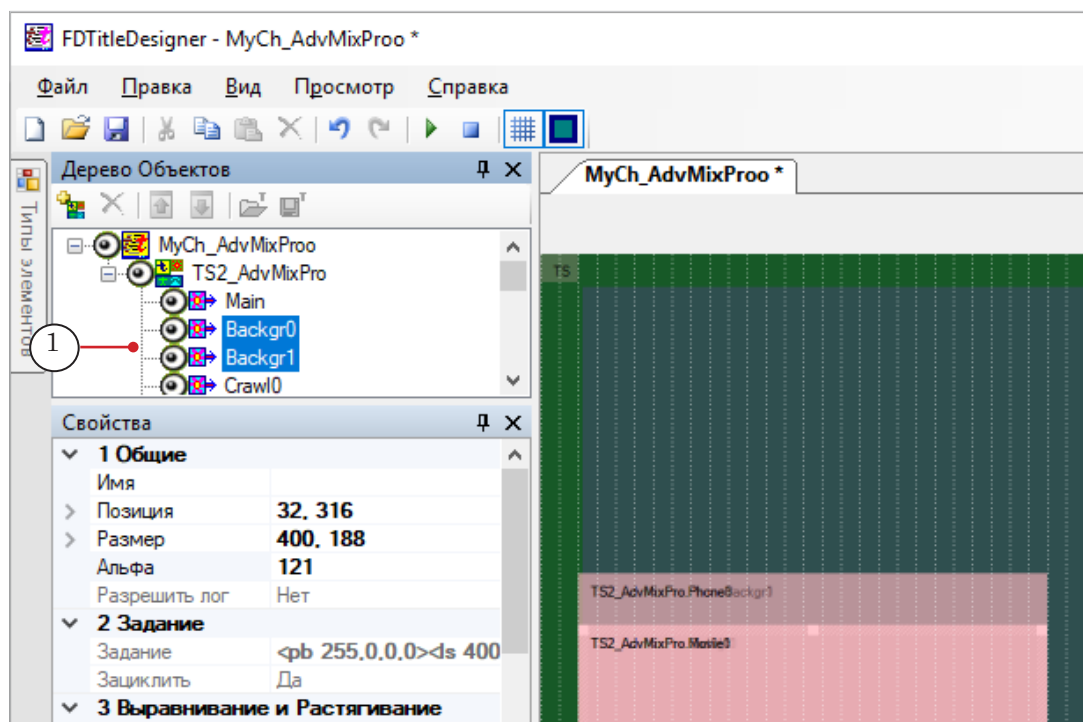 FDTitleDesigner - MyCh_AdvMixProo *
Файл Правка Вид Просмотр Справка
Типы элементов
Дерево Объектов
MyCh_AdvMixProo
TS2_AdvMixPro
Main
Backgr0
Backgr1
Crawl0
1
Свойства
1 Общие
Имя
Позиция 32, 316
Размер 400, 188
Альфа 121
Разрешить лог Нет
2 Задание
Задание <pb 255,0,0,0><ls 400
Зациклить Да
3 Выравнивание и Растягивание
MyCh_AdvMixProo *
TS
TS2_AdvMixPro.
TS2_AdvMixPro.